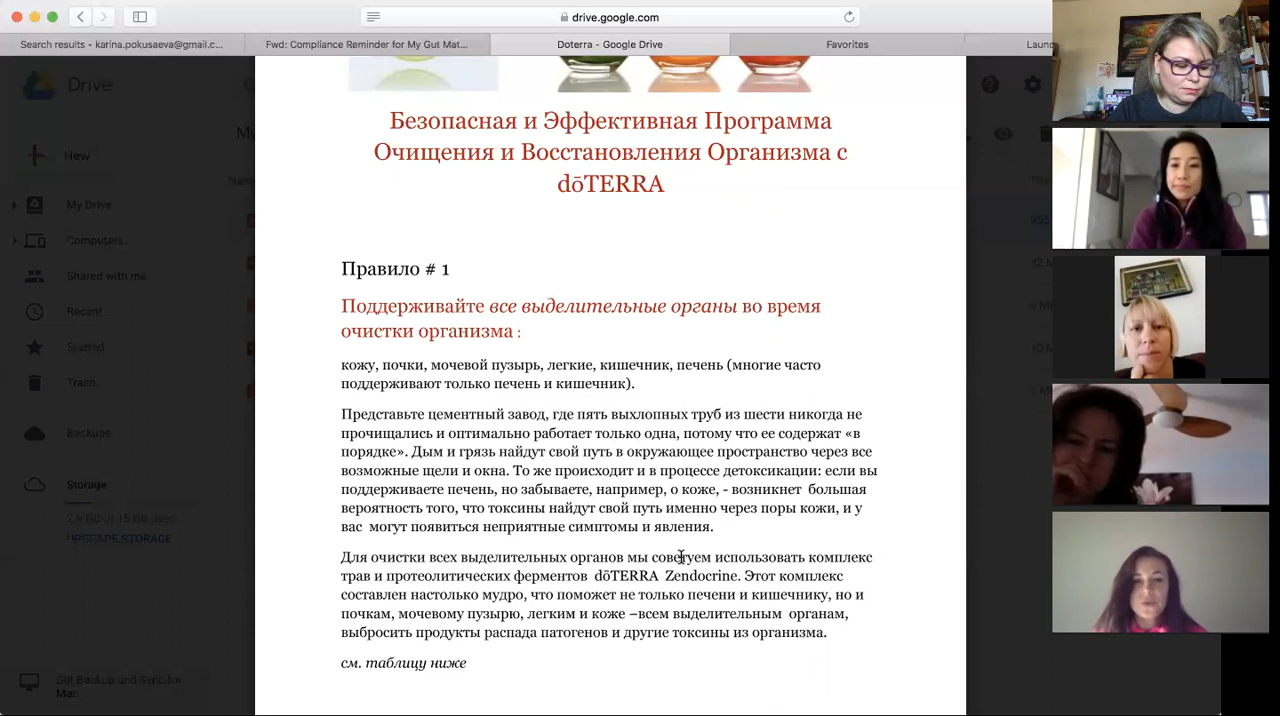 drive.google.com
Search results - karina.pokusaeva@gmail.c...
Fwd: Compliance Reminder for My Gut Mat...
Doterra - Google Drive
Favorites
Drive
New
My Drive
Computers
Shared with me
Recent
Starred
Trash
Backups
Storage
UPGRADE STORAGE
Get Backup and Sync for
Mac
Безопасная и Эффективная Программа
Очищения и Восстановления Организма с
dōTERRA
Правило # 1
Поддерживайте все выделительные органы во время
очистки организма :
кожу, почки, мочевой пузырь, легкие, кишечник, печень (многие часто
поддерживают только печень и кишечник).
Представьте цементный завод, где пять выхлопных труб из шести никогда не
прочищались и оптимально работает только одна, потому что ее содержат «в
порядке». Дым и грязь найдут свой путь в окружающее пространство через все
возможные щели и окна. То же происходит и в процессе детоксикации: если вы
поддерживаете печень, но забываете, например, о коже, - возникнет большая
вероятность того, что токсины найдут свой путь именно через поры кожи, и у
вас могут появиться неприятные симптомы и явления.
Для очистки всех выделительных органов мы советуем использовать комплекс
трав и протеолитических ферментов dōTERRA Zendocrine. Этот комплекс
составлен настолько мудро, что поможет не только печени и кишечнику, но и
почкам, мочевому пузырю, легким и коже –всем выделительным органам,
выбросить продукты распада патогенов и другие токсины из организма.
см. таблицу ниже